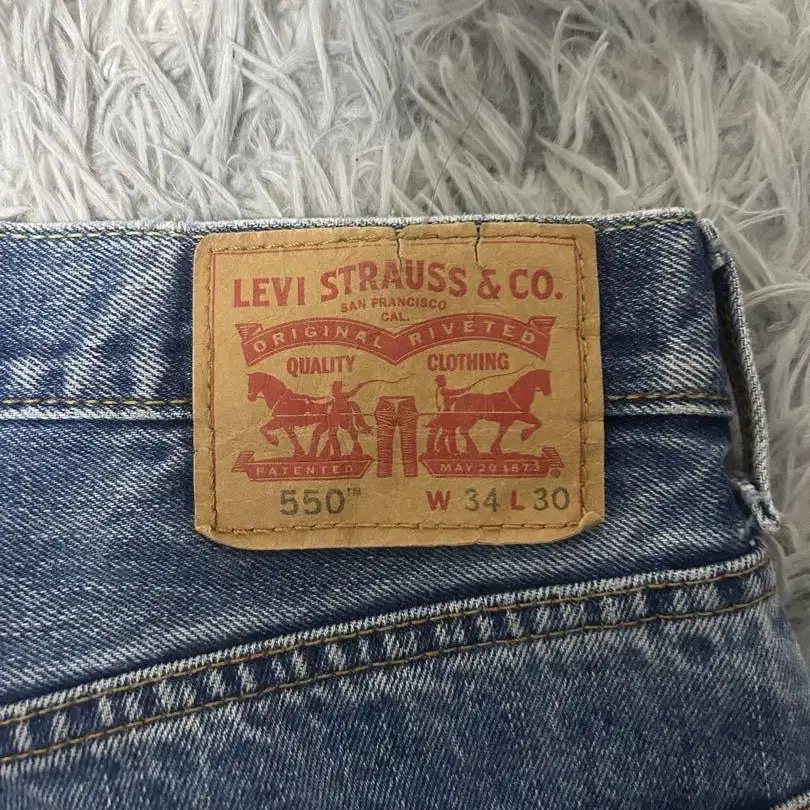 LEVI STRAUSS & CO.
SAN FRANCISCO
CAL.
ORIGINAL RIVETED
QUALITY CLOTHING
PATENTED MAY 20 1873
550™ W 34 L 30